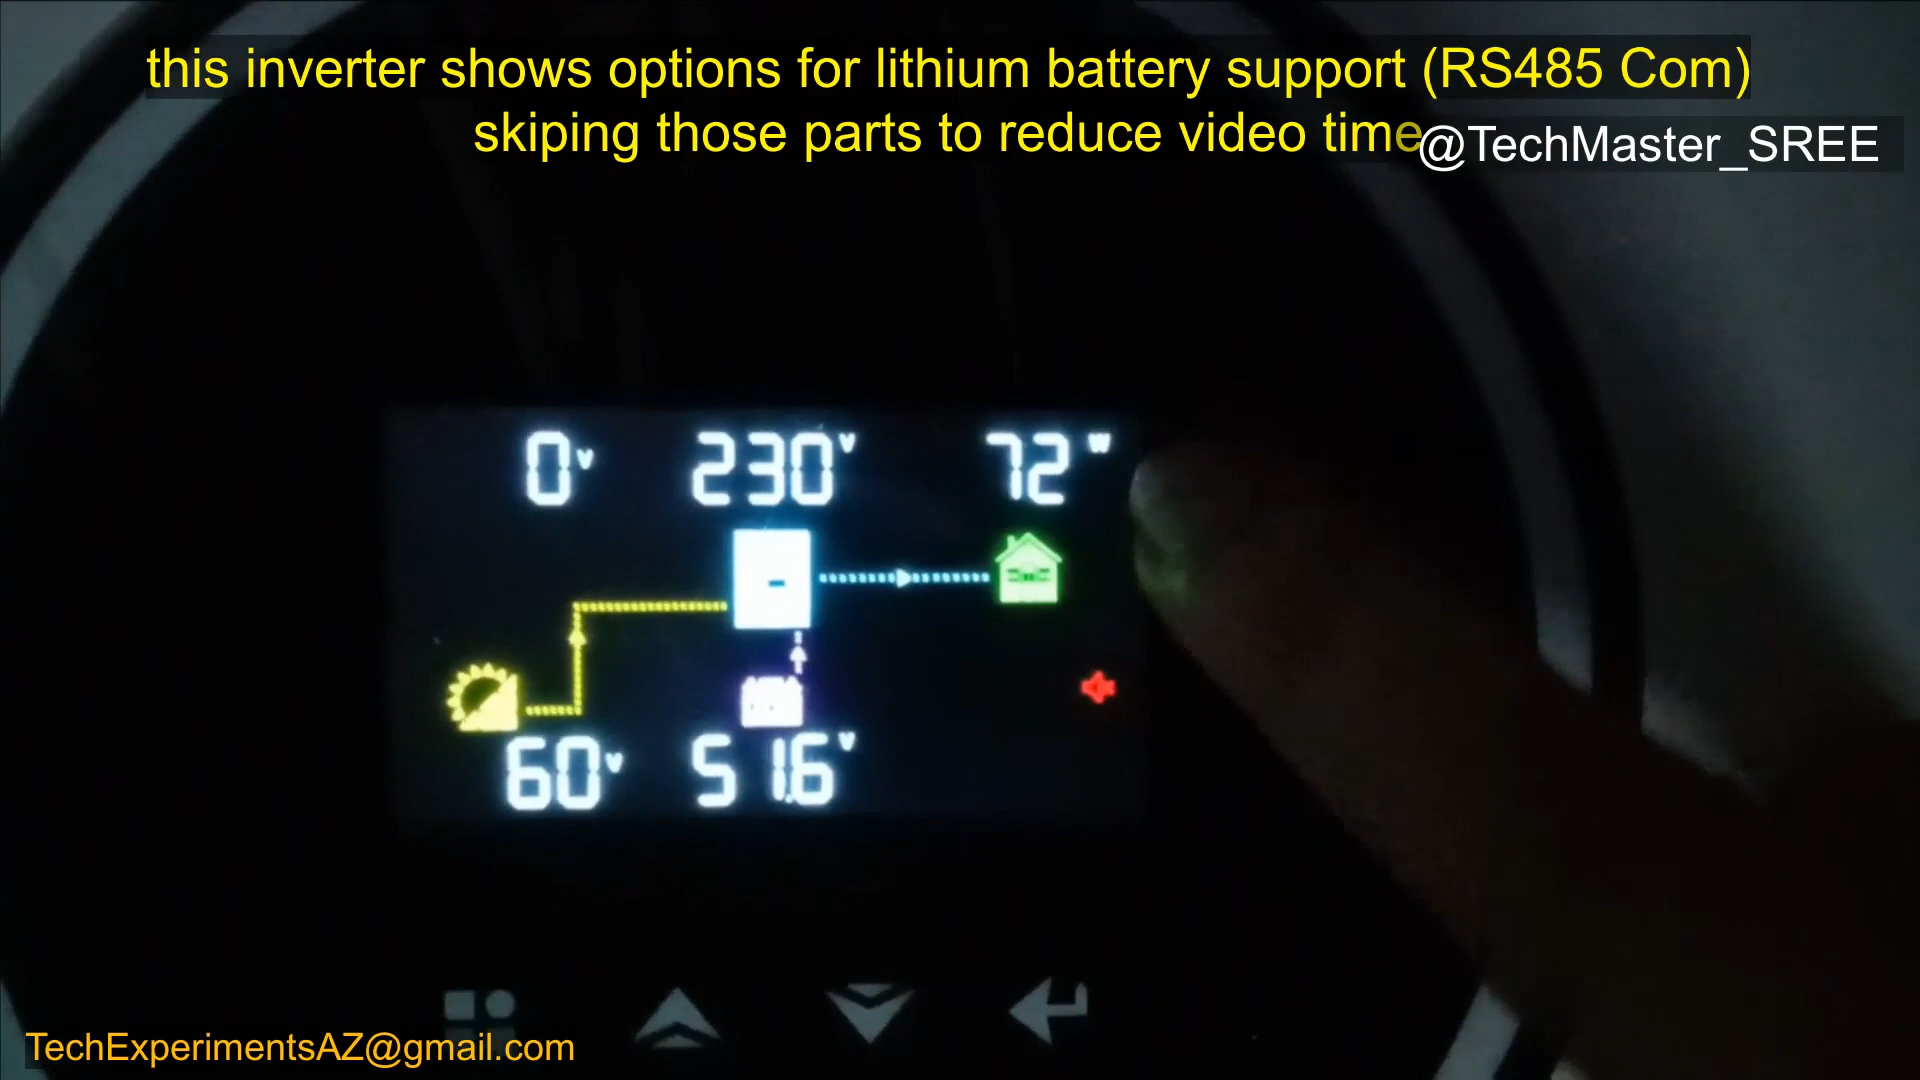 this inverter shows options for lithium battery support (RS485 Com)
skiping those parts to reduce video time
@TechMaster_SREE
0v 230v 72w
60v 51.6v
TechExperimentsAZ@gmail.com